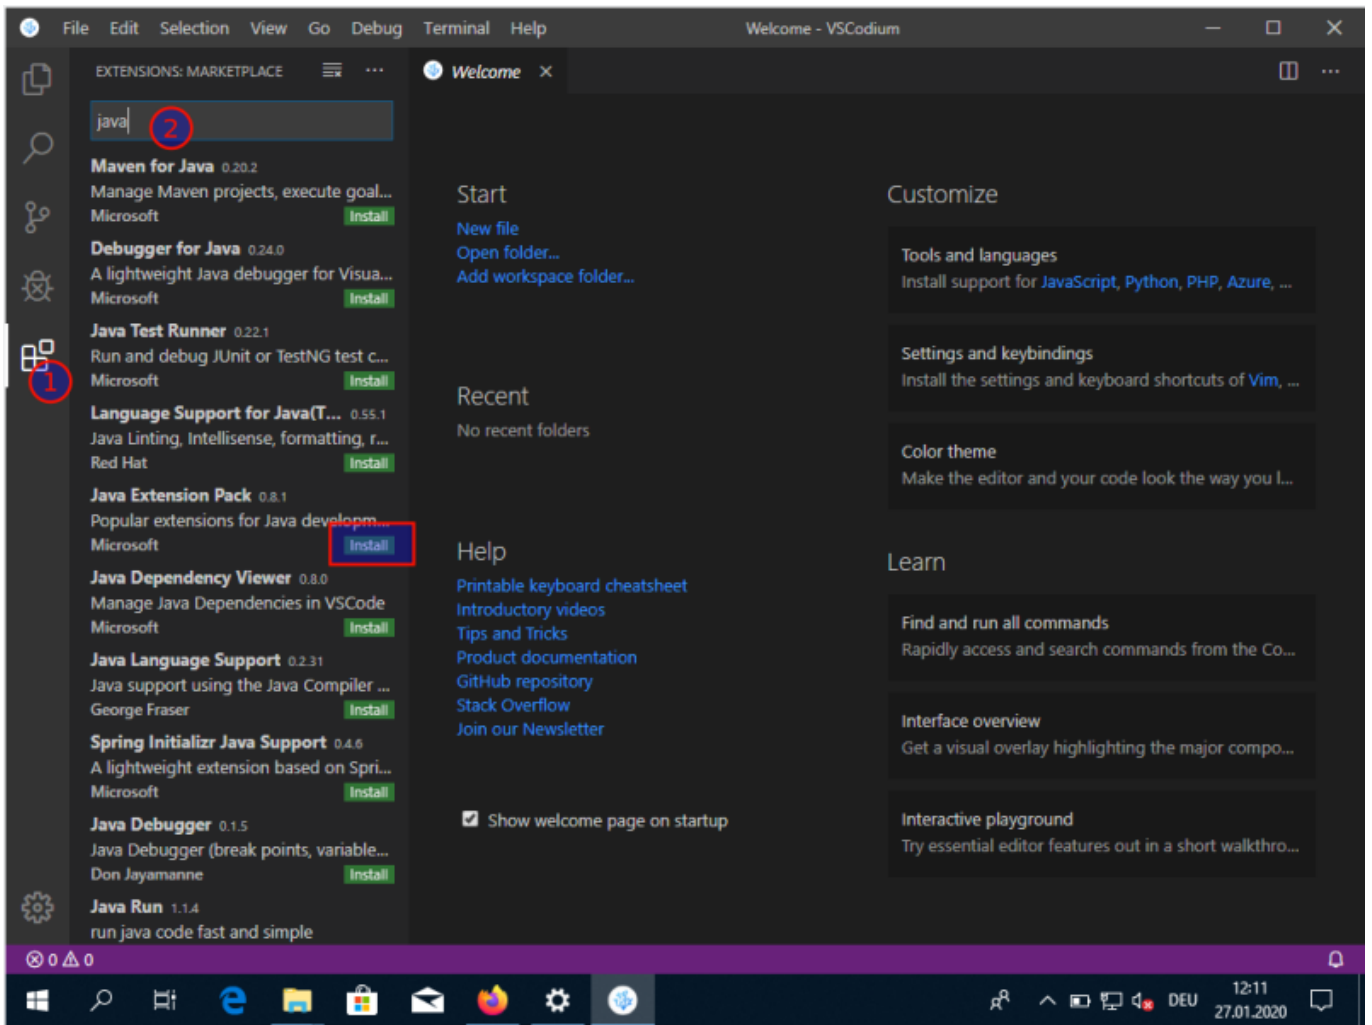 File Edit Selection View Go Debug Terminal Help Welcome - VSCodium
EXTENSIONS: MARKETPLACE
Welcome
java
2
1
Maven for Java 0.20.2
Manage Maven projects, execute goal...
Microsoft Install
Debugger for Java 0.24.0
A lightweight Java debugger for Visua...
Microsoft Install
Java Test Runner 0.22.1
Run and debug JUnit or TestNG test c...
Microsoft Install
Language Support for Java(T... 0.55.1
Java Linting, Intellisense, formatting, r...
Red Hat Install
Java Extension Pack 0.8.1
Popular extensions for Java developm...
Microsoft Install
Java Dependency Viewer 0.8.0
Manage Java Dependencies in VSCode
Microsoft Install
Java Language Support 0.2.31
Java support using the Java Compiler ...
George Fraser Install
Spring Initializr Java Support 0.4.6
A lightweight extension based on Spri...
Microsoft Install
Java Debugger 0.1.5
Java Debugger (break points, variable...
Don Jayamanne Install
Java Run 1.1.4
run java code fast and simple
Start
New file
Open folder...
Add workspace folder...
Recent
No recent folders
Help
Printable keyboard cheatsheet
Introductory videos
Tips and Tricks
Product documentation
GitHub repository
Stack Overflow
Join our Newsletter
Show welcome page on startup
Customize
Tools and languages
Install support for JavaScript, Python, PHP, Azure, ...
Settings and keybindings
Install the settings and keyboard shortcuts of Vim, ...
Color theme
Make the editor and your code look the way you l...
Learn
Find and run all commands
Rapidly access and search commands from the Co...
Interface overview
Get a visual overlay highlighting the major compo...
Interactive playground
Try essential editor features out in a short walkthro...
0 0
DEU
12:11
27.01.2020